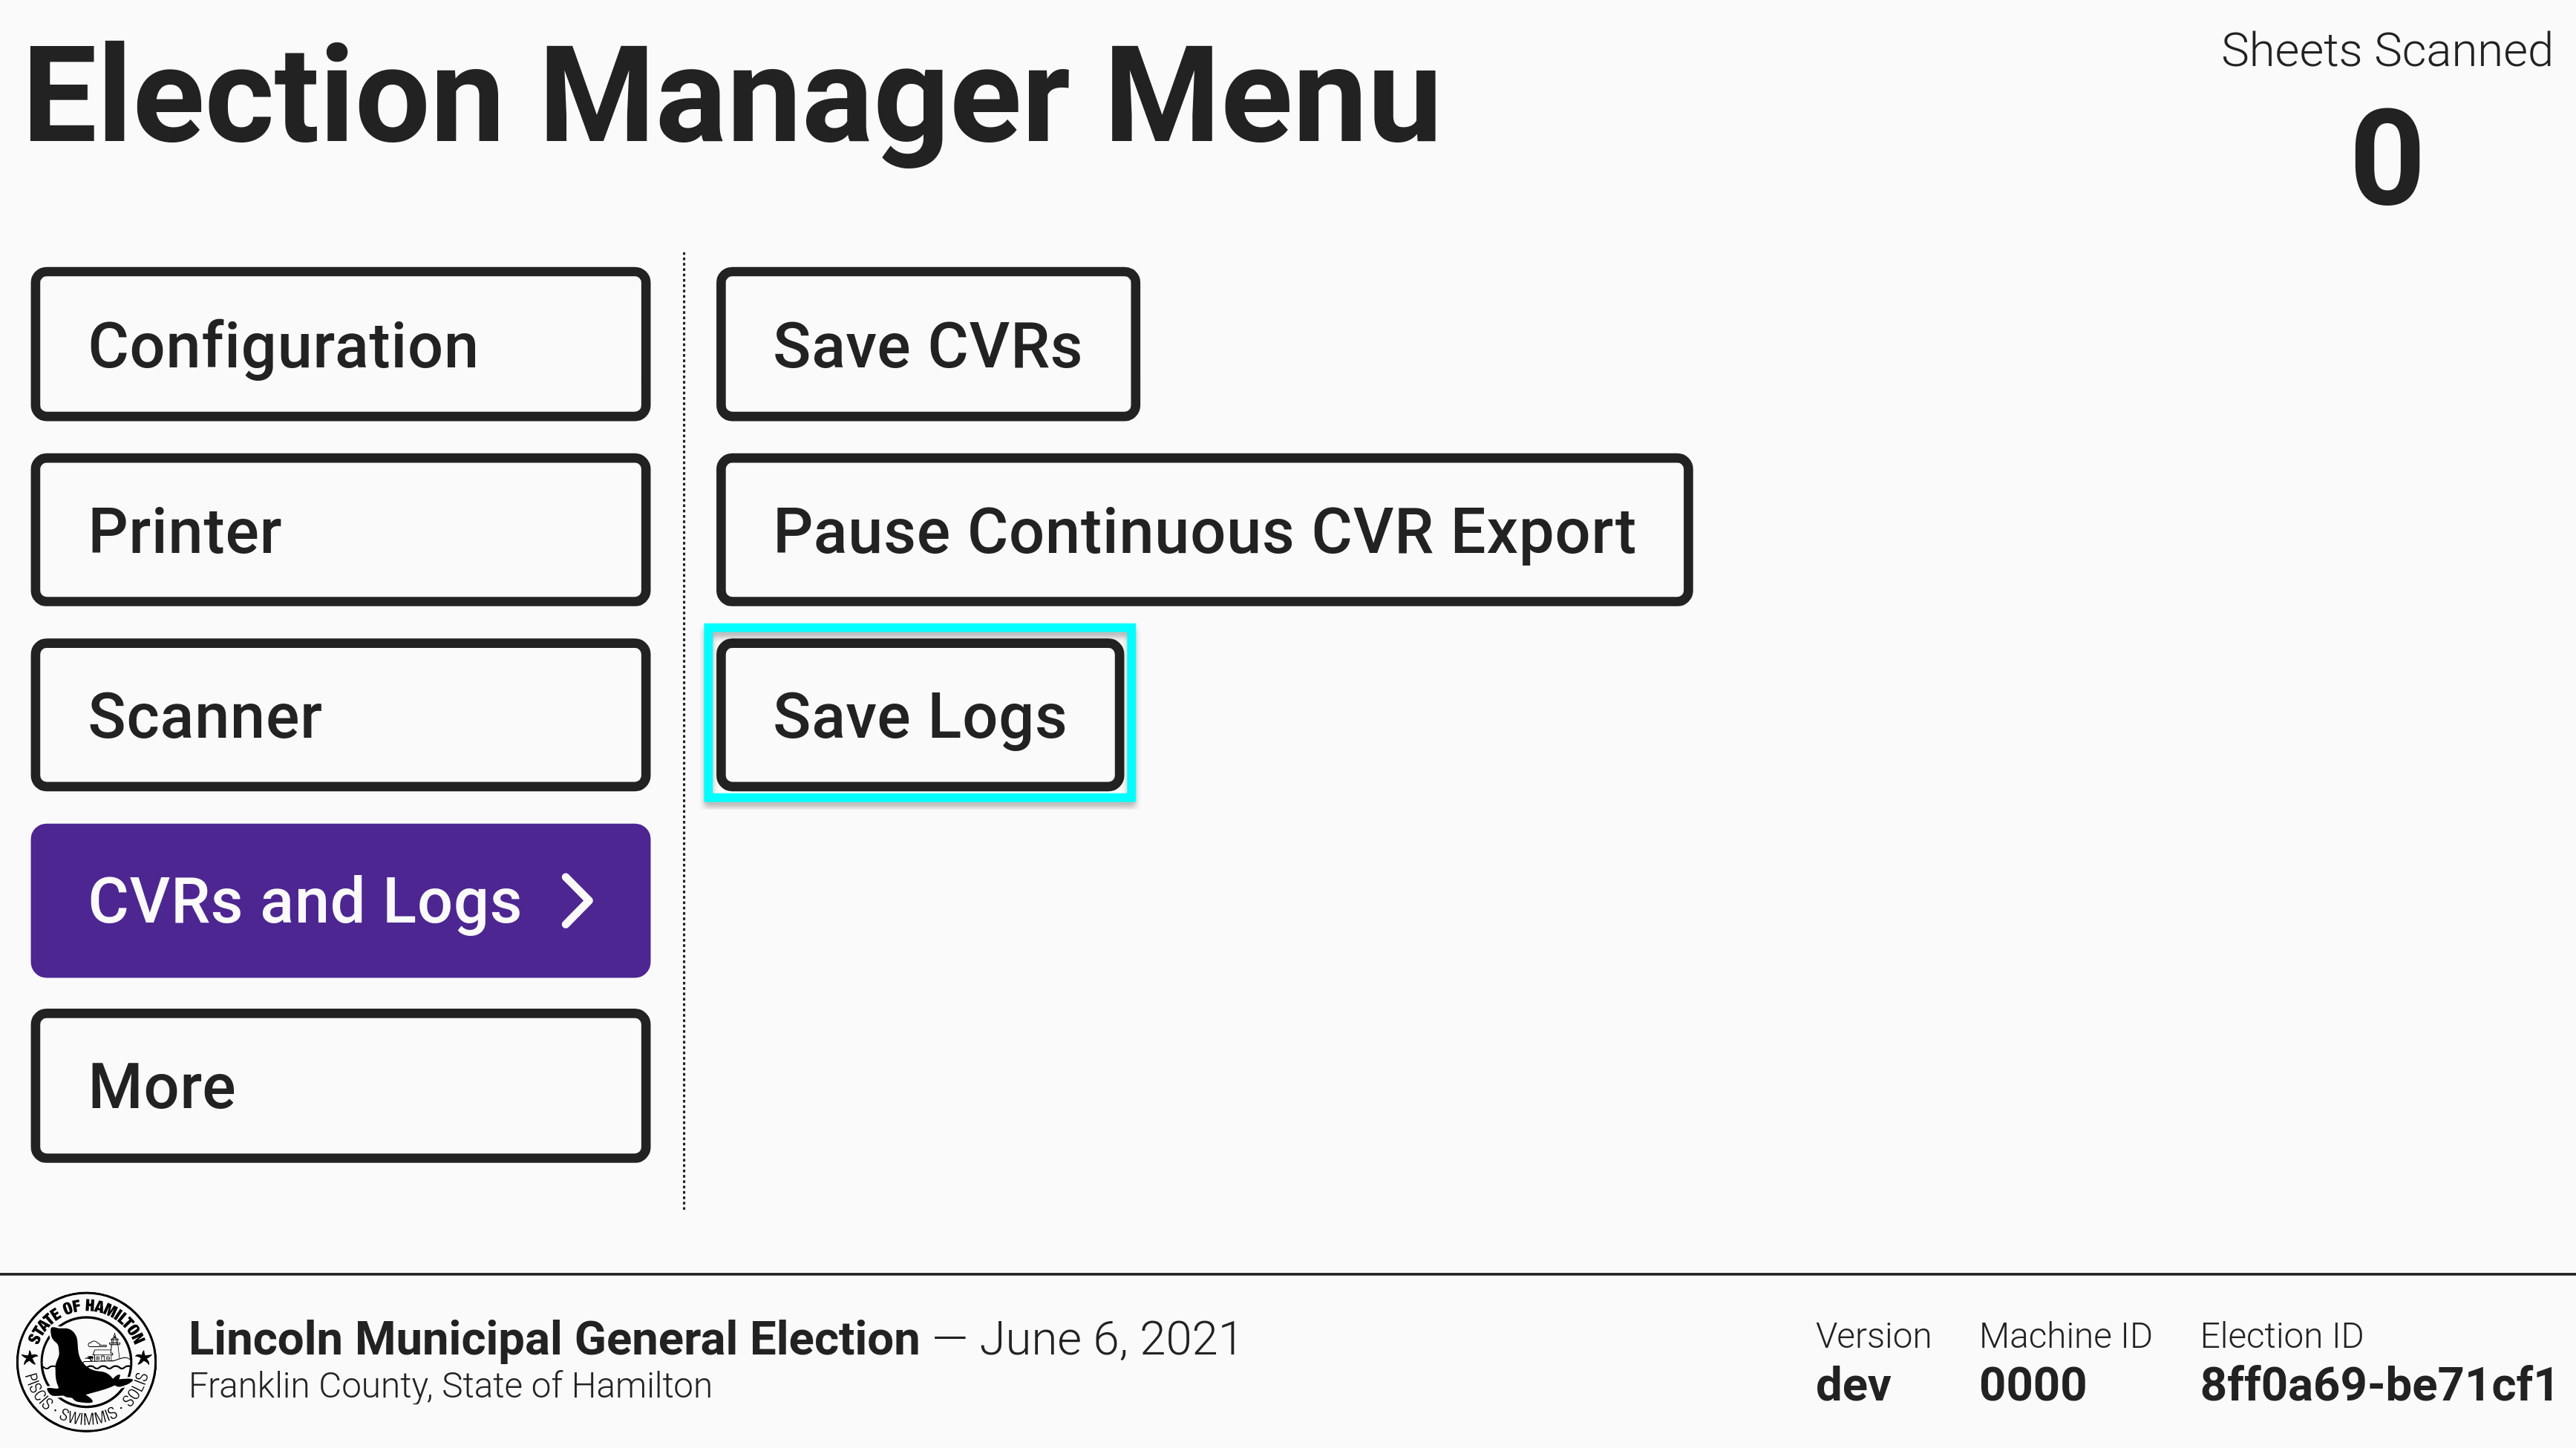 Election Manager Menu
Sheets Scanned
0
Configuration
Printer
Scanner
CVRs and Logs
More
Save CVRs
Pause Continuous CVR Export
Save Logs
STATE OF HAMILTON
PISCIS · SWIMMIS · SOLIS
Lincoln Municipal General Election — June 6, 2021
Franklin County, State of Hamilton
Version
dev
Machine ID
0000
Election ID
8ff0a69-be71cf1